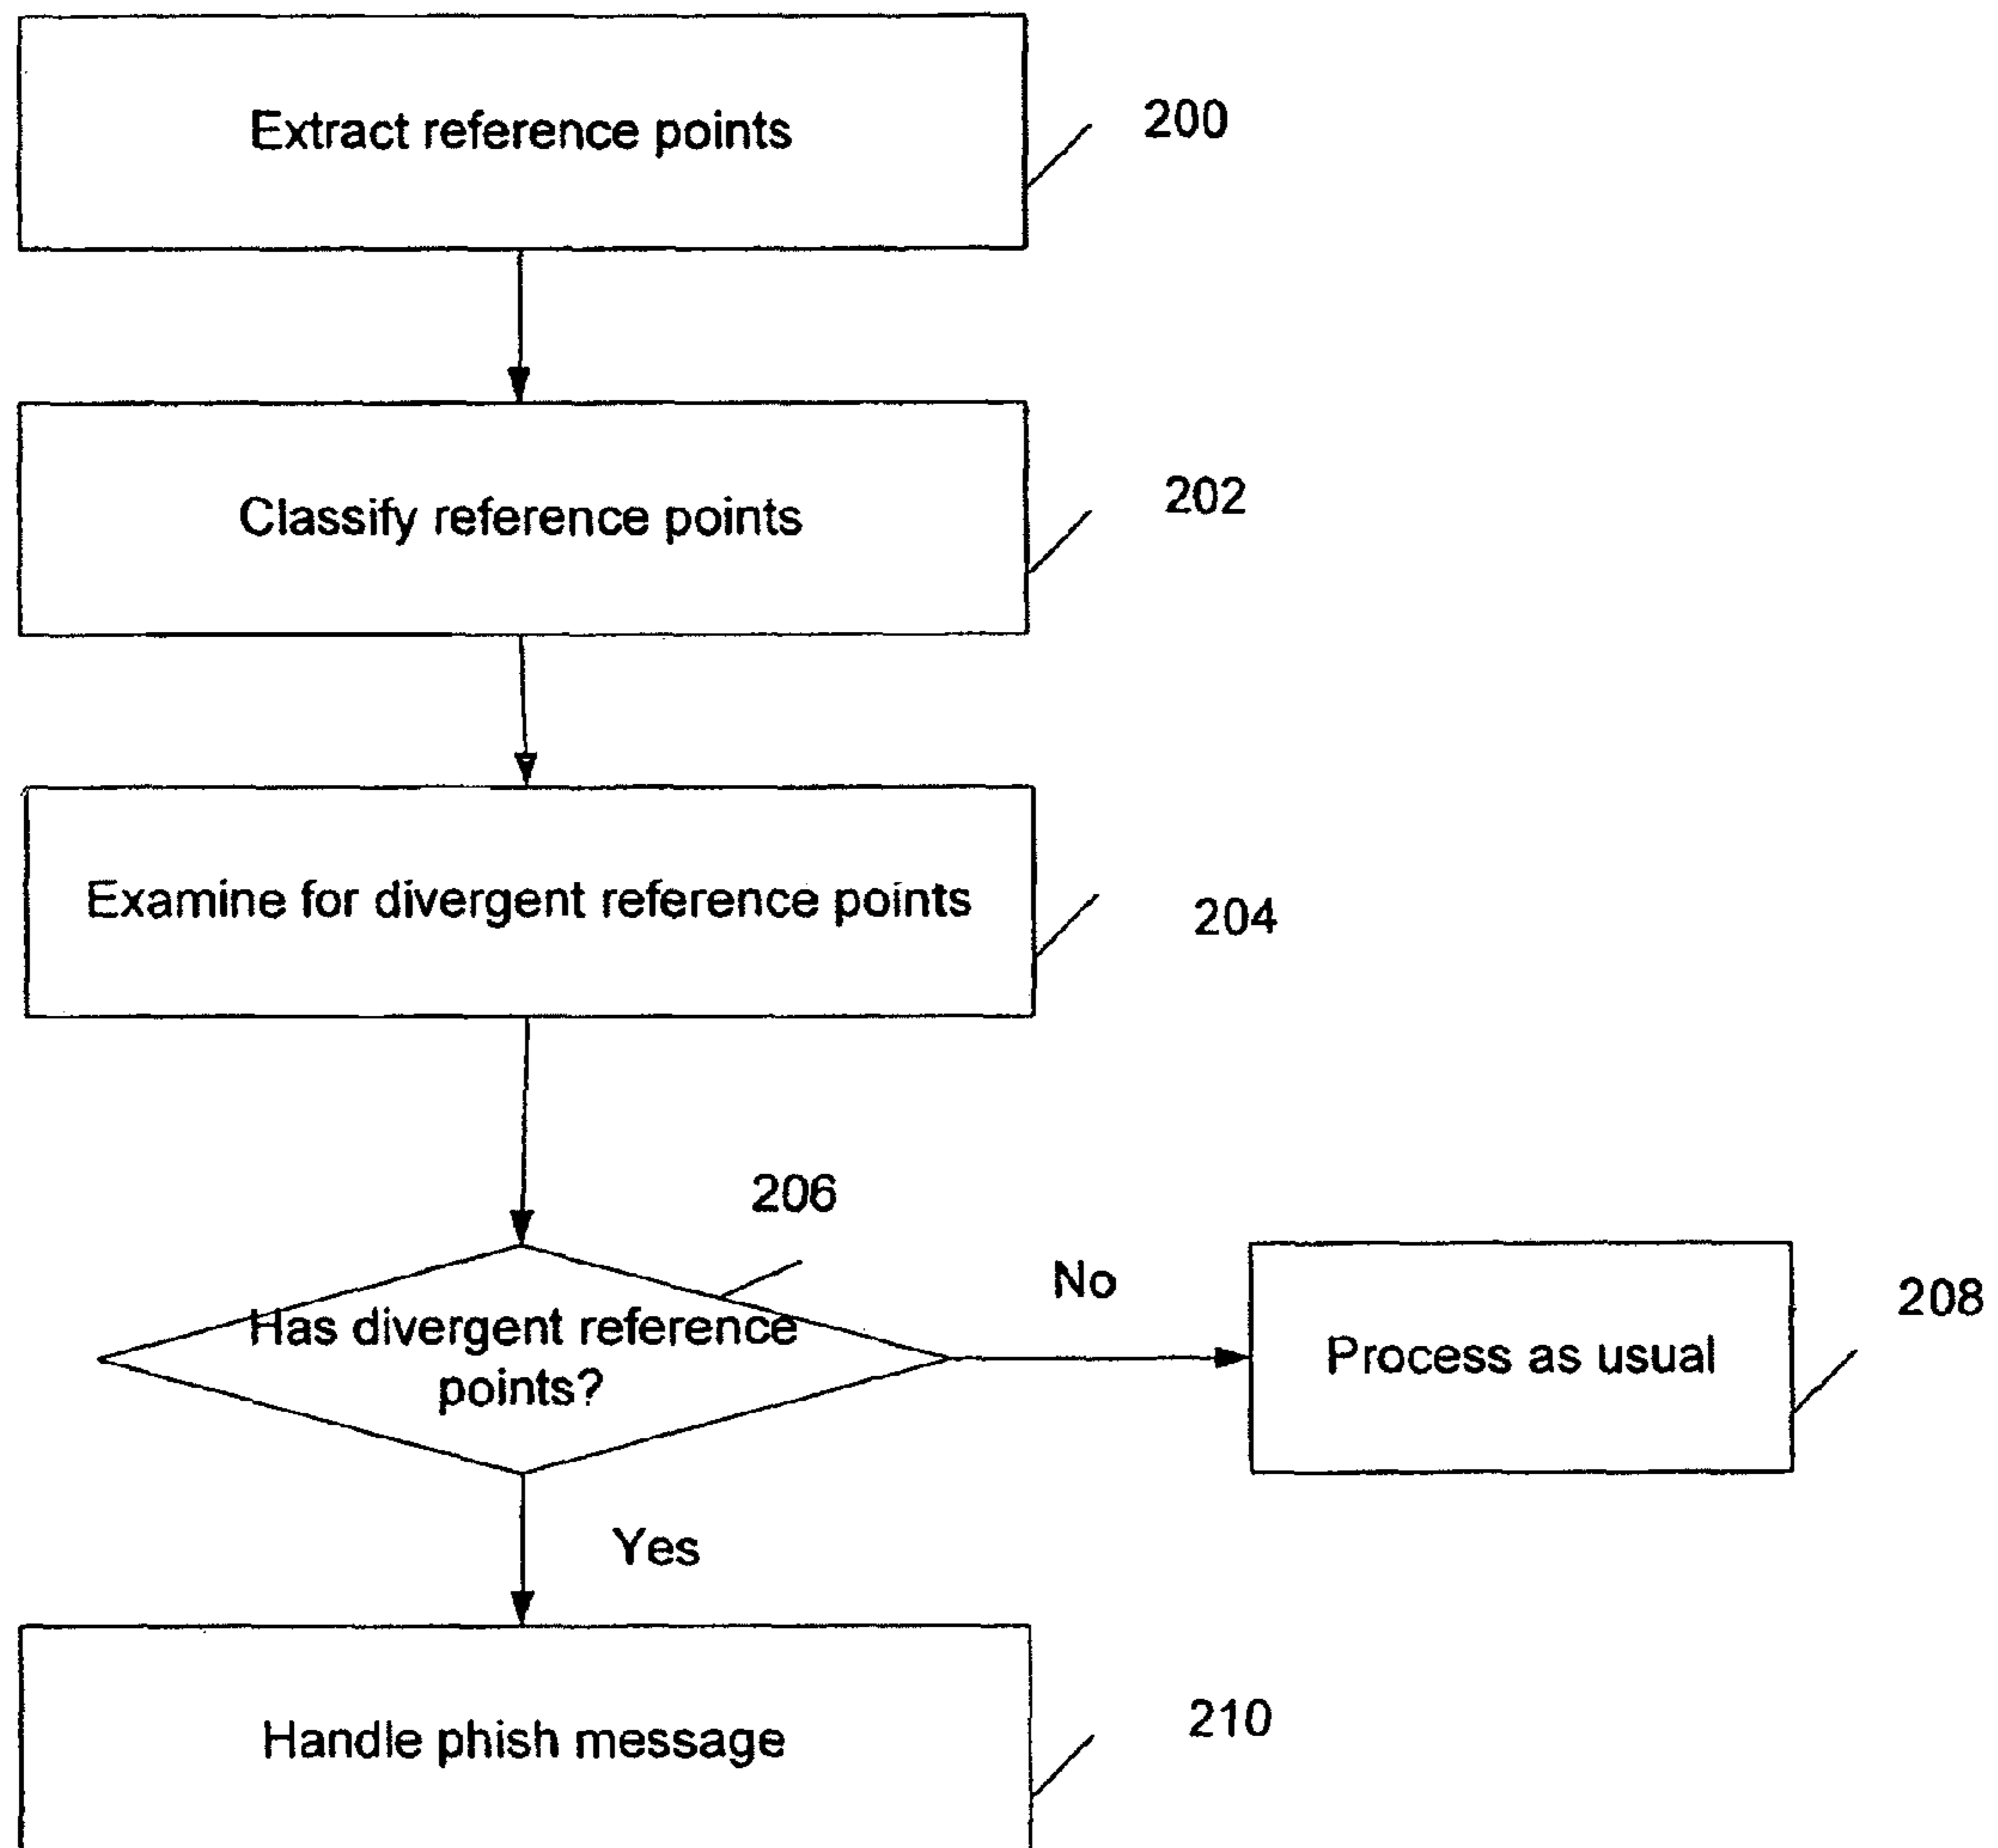 Extract reference points
200
Classify reference points
202
Examine for divergent reference points
204
206
Has divergent reference
points?
No
Process as usual
208
Yes
Handle phish message
210